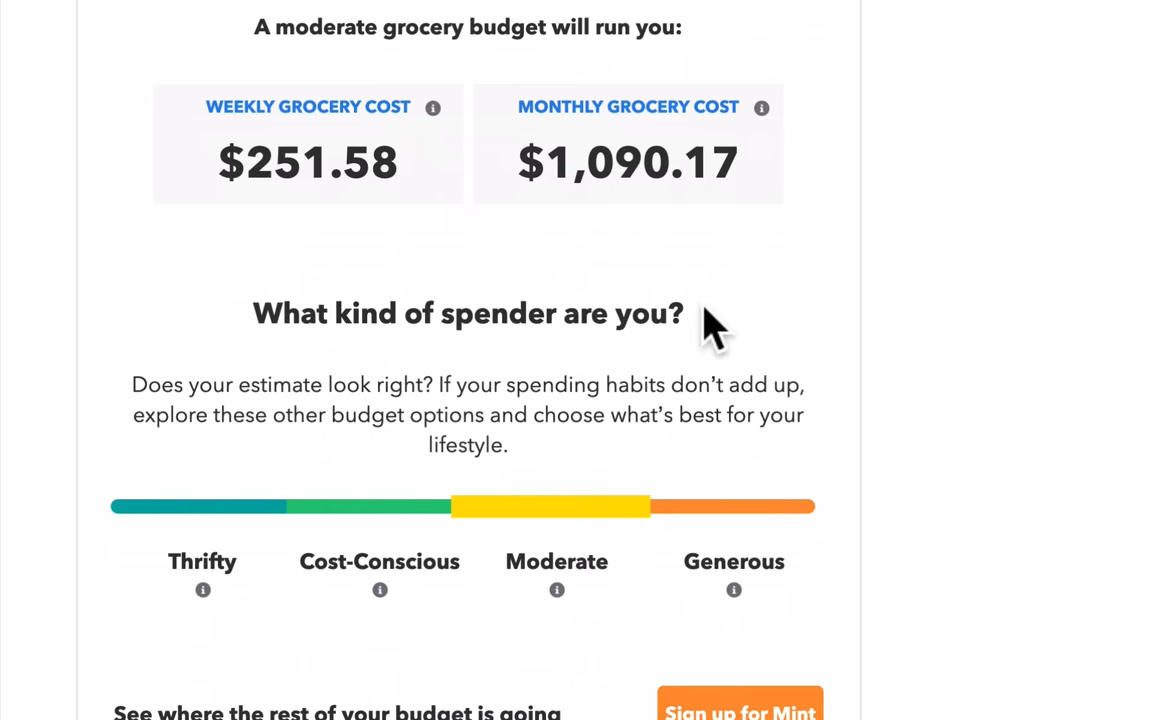 A moderate grocery budget will run you:
WEEKLY GROCERY COST
MONTHLY GROCERY COST
$251.58
$1,090.17
What kind of spender are you?
Does your estimate look right? If your spending habits don’t add up,
explore these other budget options and choose what’s best for your
lifestyle.
Thrifty
Cost-Conscious
Moderate
Generous
See where the rest of your budget is going
Sign up for Mint